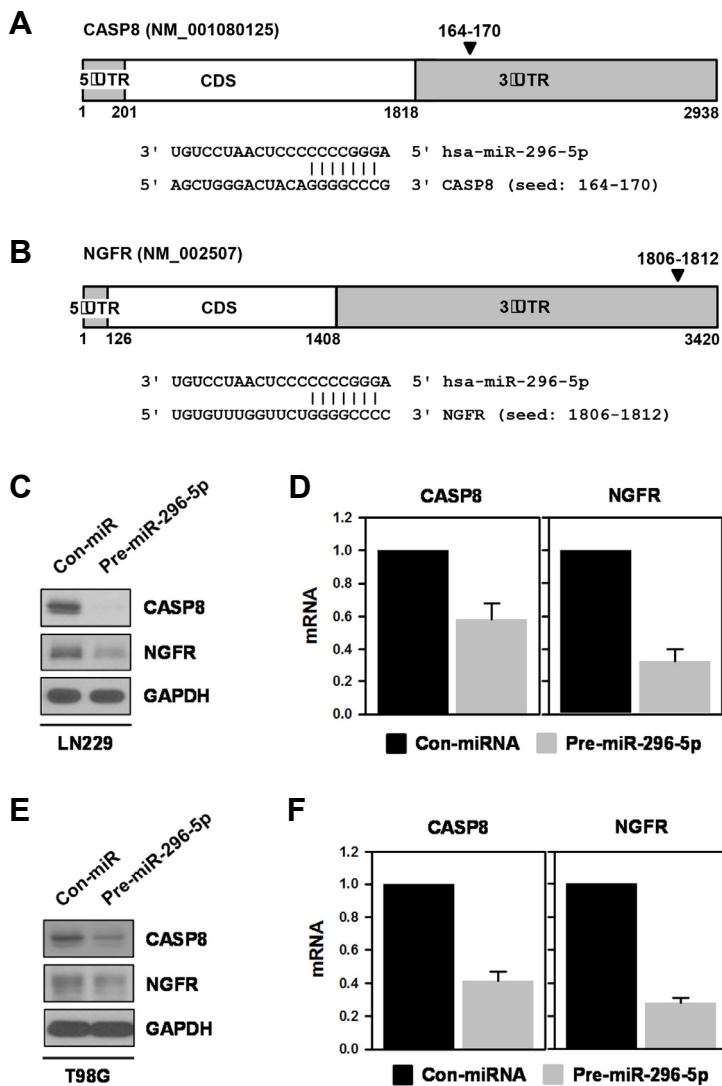 A
CASP8 (NM_001080125)
164-170
5▯UTR CDS 3▯UTR
1 201 1818 2938
3' UGUCCUAACUCCCCCCCGGGA 5' hsa-miR-296-5p
5' AGCUGGGACUACAGGGGCCCG 3' CASP8 (seed: 164-170)
B
NGFR (NM_002507)
1806-1812
5▯UTR CDS 3▯UTR
1 126 1408 3420
3' UGUCCUAACUCCCCCCCGGGA 5' hsa-miR-296-5p
5' UGUGUUUGGUUCUGGGGCCCC 3' NGFR (seed: 1806-1812)
C
Con-miR
Pre-miR-296-5p
CASP8
NGFR
GAPDH
LN229
D
CASP8 NGFR
mRNA
1.2
1.0
0.8
0.6
0.4
0.2
0.0
Con-miRNA Pre-miR-296-5p
E
Con-miR
Pre-miR-296-5p
CASP8
NGFR
GAPDH
T98G
F
CASP8 NGFR
mRNA
1.2
1.0
0.8
0.6
0.4
0.2
0.0
Con-miRNA Pre-miR-296-5p